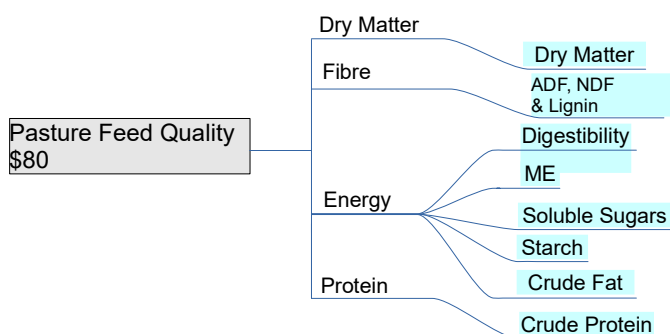 Pasture Feed Quality
$80
Dry Matter
Dry Matter
Fibre
ADF, NDF
& Lignin
Energy
Digestibility
ME
Soluble Sugars
Starch
Crude Fat
Protein
Crude Protein